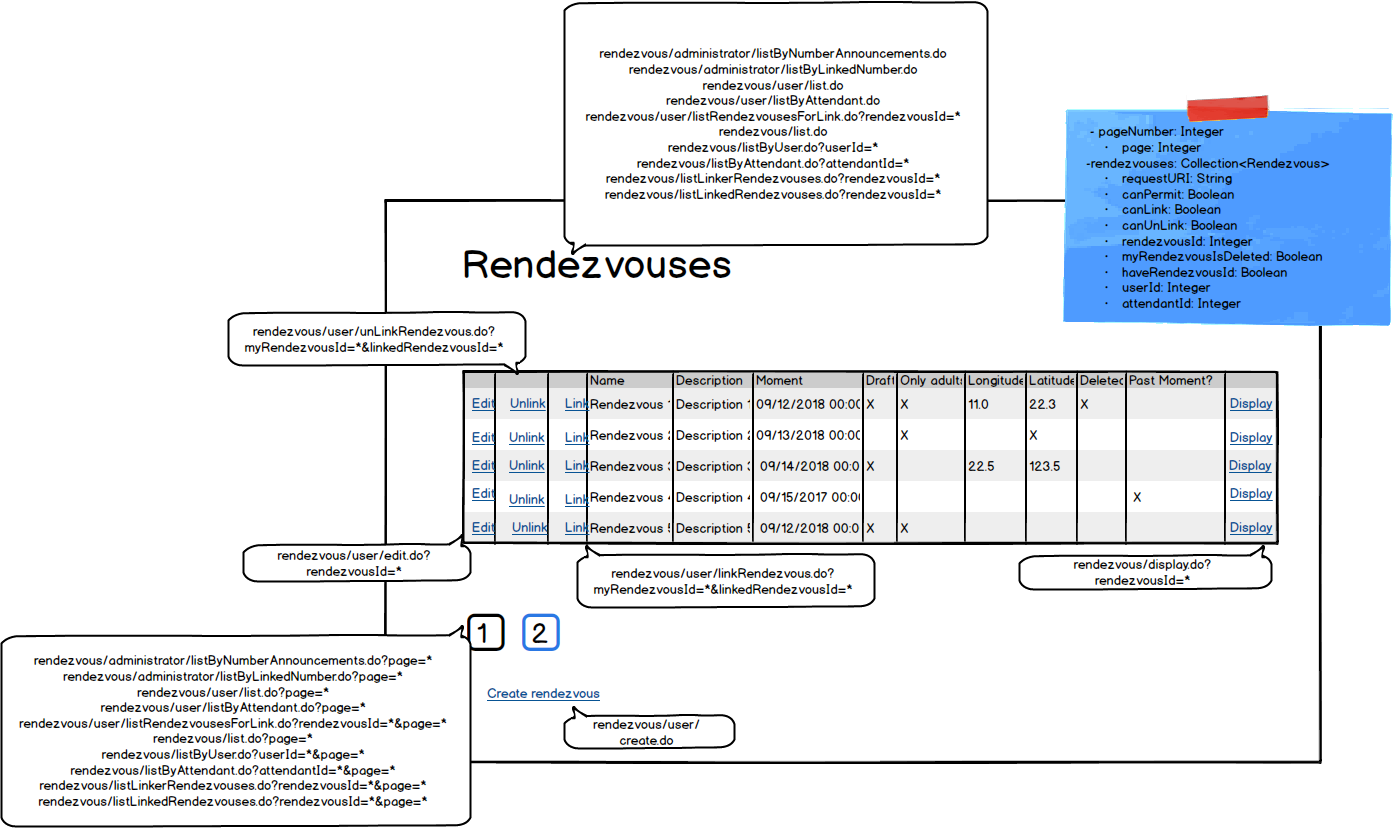 rendezvous/administrator/listByNumberAnnouncements.do
rendezvous/administrator/listByLinkedNumber.do
rendezvous/user/list.do
rendezvous/user/listByAttendant.do
rendezvous/user/listRendezvousesForLink.do?rendezvousId=*
rendezvous/list.do
rendezvous/listByUser.do?userId=*
rendezvous/listByAttendant.do?attendantId=*
rendezvous/listLinkerRendezvouses.do?rendezvousId=*
rendezvous/listLinkedRendezvouses.do?rendezvousId=*
- pageNumber: Integer
· page: Integer
-rendezvouses: Collection<Rendezvous>
· requestURI: String
· canPermit: Boolean
· canLink: Boolean
· canUnLink: Boolean
· rendezvousId: Integer
· myRendezvousIsDeleted: Boolean
· haveRendezvousId: Boolean
· userId: Integer
· attendantId: Integer
Rendezvouses
rendezvous/user/unLinkRendezvous.do?
myRendezvousId=*&linkedRendezvousId=*
Name Description Moment Draft Only adults Longitude Latitude Deleted Past Moment?
Edit Unlink Link Rendezvous 1 Description 1 09/12/2018 00:00 X X 11.0 22.3 X Display
Edit Unlink Link Rendezvous 2 Description 2 09/13/2018 00:00 X X Display
Edit Unlink Link Rendezvous 3 Description 3 09/14/2018 00:0 X 22.5 123.5 Display
Edit Unlink Link Rendezvous 4 Description 4 09/15/2017 00:00 X Display
Edit Unlink Link Rendezvous 5 Description 5 09/12/2018 00:0 X X Display
rendezvous/user/edit.do?
rendezvousId=*
rendezvous/user/linkRendezvous.do?
myRendezvousId=*&linkedRendezvousId=*
rendezvous/display.do?
rendezvousId=*
1 2
rendezvous/administrator/listByNumberAnnouncements.do?page=*
rendezvous/administrator/listByLinkedNumber.do?page=*
rendezvous/user/list.do?page=*
rendezvous/user/listByAttendant.do?page=*
rendezvous/user/listRendezvousesForLink.do?rendezvousId=*&page=*
rendezvous/list.do?page=*
rendezvous/listByUser.do?userId=*&page=*
rendezvous/listByAttendant.do?attendantId=*&page=*
rendezvous/listLinkerRendezvouses.do?rendezvousId=*&page=*
rendezvous/listLinkedRendezvouses.do?rendezvousId=*&page=*
Create rendezvous
rendezvous/user/
create.do